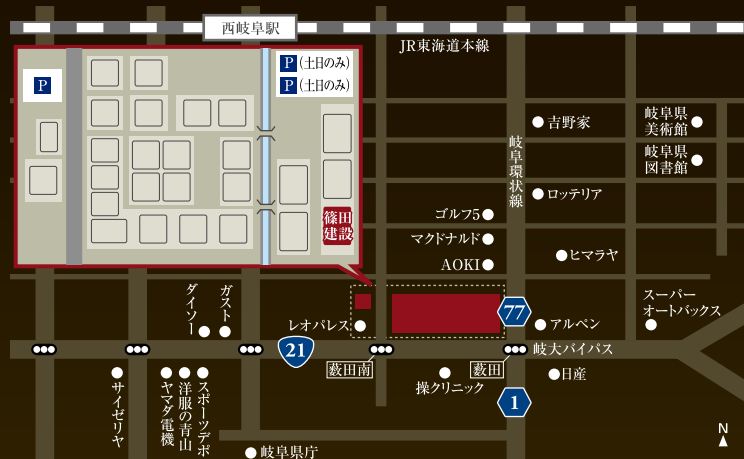 西岐阜駅
JR東海道本線
P
P (土日のみ)
P (土日のみ)
篠田
建設
吉野家
岐阜県
美術館
岐阜県
図書館
岐阜環状線
ロッテリア
ゴルフ5
マクドナルド
AOKI
ヒマラヤ
ダイソー
ガスト
レオパレス
77
アルペン
スーパー
オートバックス
21
岐大バイパス
藪田南
藪田
操クリニック
日産
1
サイゼリヤ
ヤマダ電機
洋服の青山
スポーツデポ
岐阜県庁
N